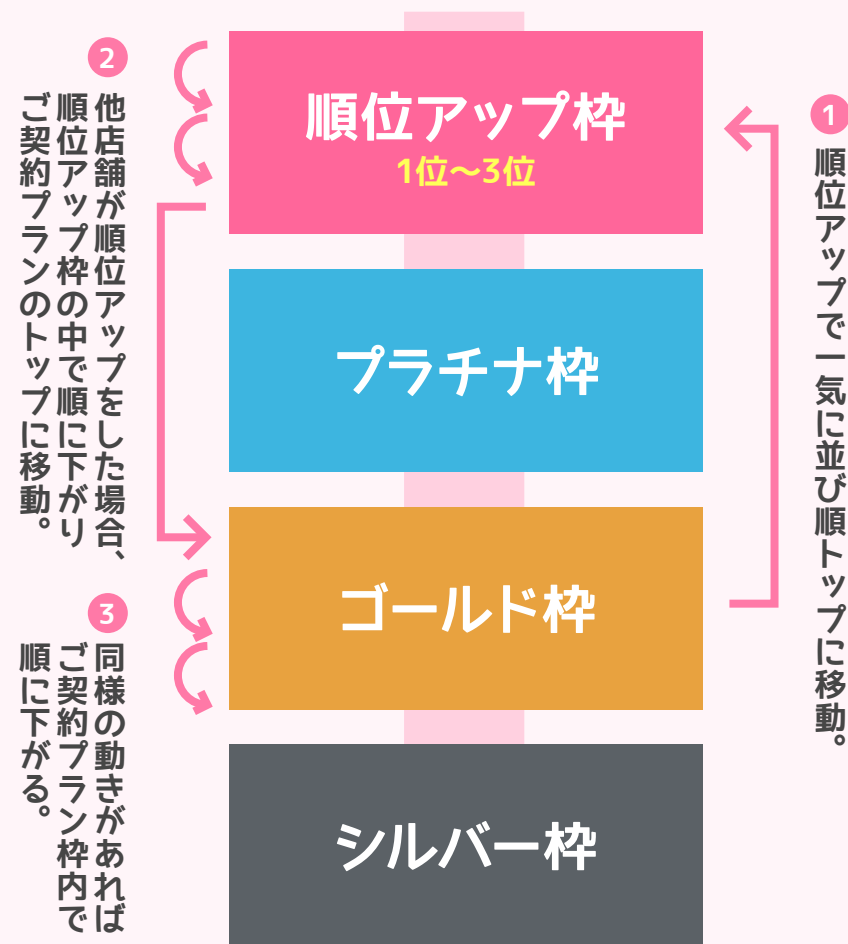 順位アップ枠
1位～3位
プラチナ枠
ゴールド枠
シルバー枠
1
順位アップで一気に並び順トップに移動。
2
他店舗が順位アップをした場合、
順位アップ枠の中で順に下がり
ご契約プランのトップに移動。
3
同様の動きがあれば
ご契約プラン枠内で
順に下がる。